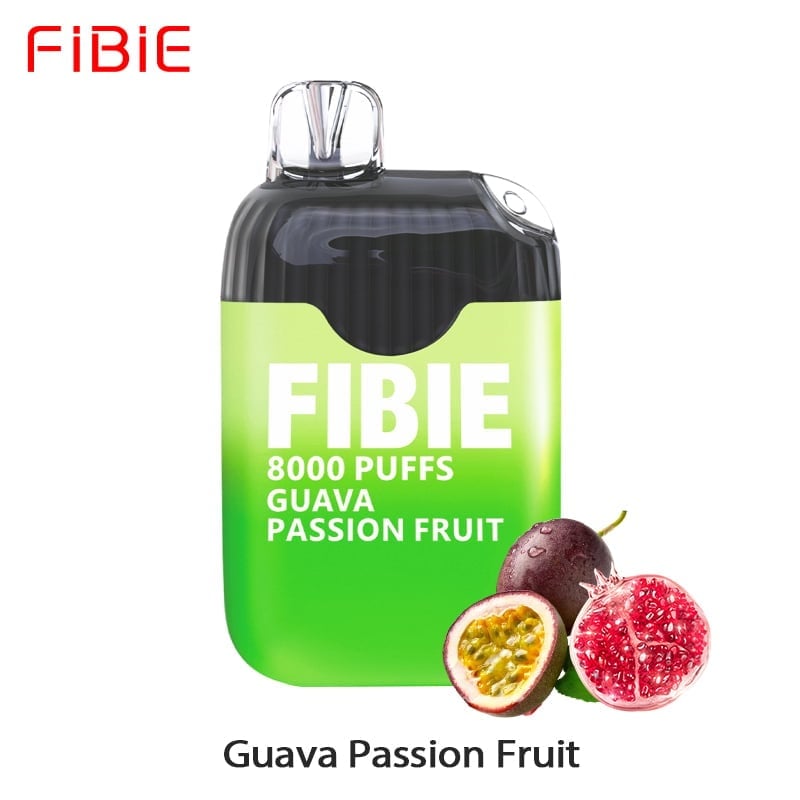 FiBiE
FIBIE
8000 PUFFS
GUAVA
PASSION FRUIT
Guava Passion Fruit